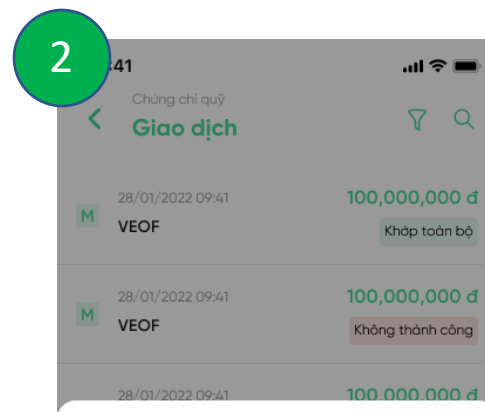 2
:41
Chứng chỉ quỹ
Giao dịch
28/01/2022 09:41
100,000,000 đ
M
VEOF
Khớp toàn bộ
28/01/2022 09:41
100,000,000 đ
M
VEOF
Không thành công
28/01/2022 09:41
100,000,000 đ